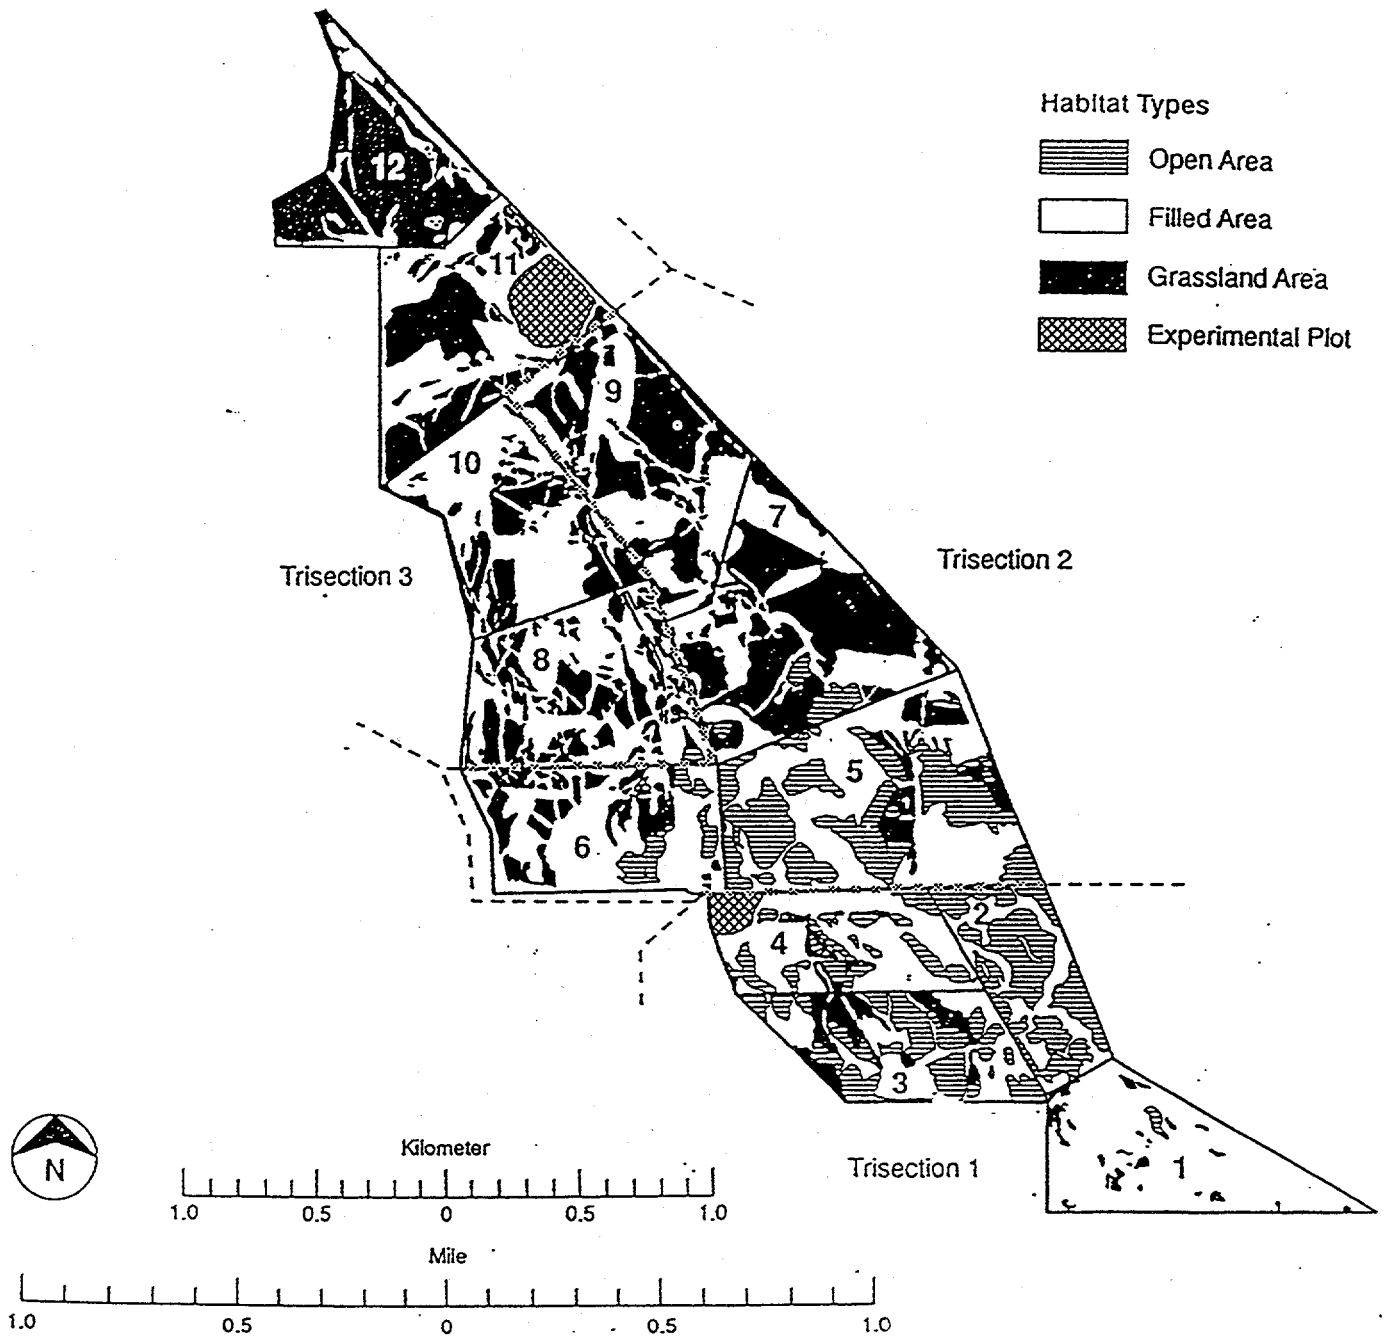 Habitat Types
Open Area
Filled Area
Grassland Area
Experimental Plot
12
11
9
10
7
Trisection 3
Trisection 2
8
5
6
2
4
3
N
Kilometer
1.0 0.5 0 0.5 1.0
Trisection 1
1
Mile
1.0 0.5 0 0.5 1.0